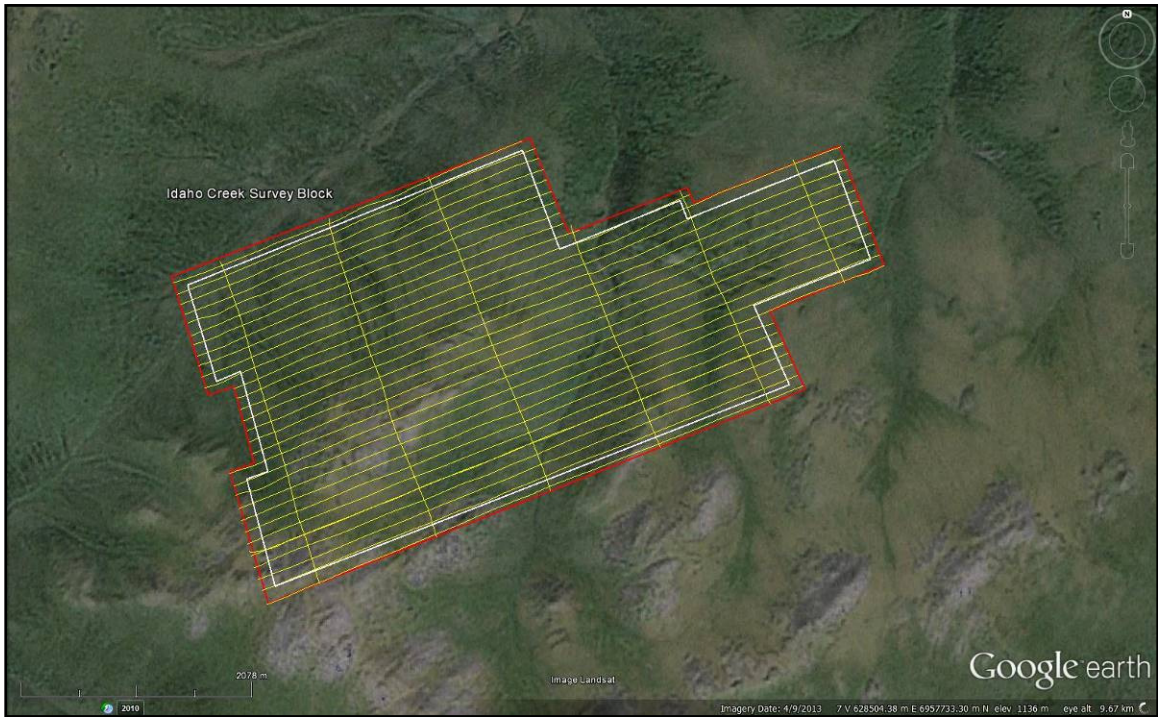 N
Idaho Creek Survey Block
2078 m
Image Landsat
Google earth
2010
Imagery Date: 4/9/2013 7 V 628504.38 m E 6957733.30 m N elev 1136 m eye alt 9.67 km